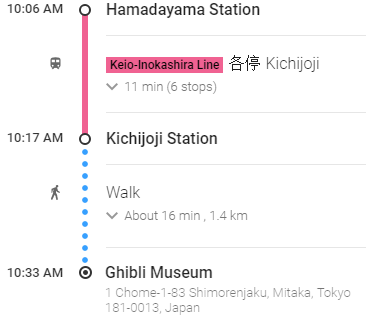 10:06 AM Hamadayama Station
Keio-Inokashira Line 各停 Kichijoji
11 min (6 stops)
10:17 AM Kichijoji Station
Walk
About 16 min , 1.4 km
10:33 AM Ghibli Museum
1 Chome-1-83 Shimorenjaku, Mitaka, Tokyo
181-0013, Japan